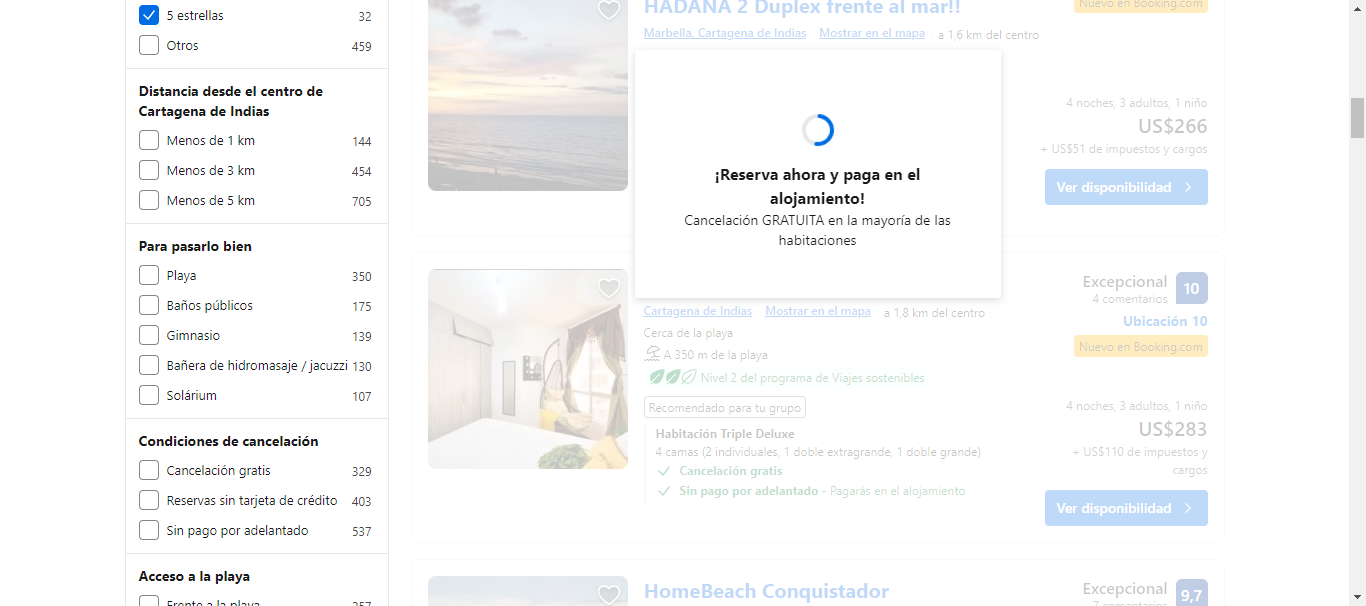 5 estrellas 32
Otros 459
Distancia desde el centro de
Cartagena de Indias
Menos de 1 km 144
Menos de 3 km 454
Menos de 5 km 705
Para pasarlo bien
Playa 350
Baños públicos 175
Gimnasio 139
Bañera de hidromasaje / jacuzzi 130
Solárium 107
Condiciones de cancelación
Cancelación gratis 329
Reservas sin tarjeta de crédito 403
Sin pago por adelantado 537
Acceso a la playa
Frente a la playa 257
HADANA 2 Duplex frente al mar!!
Nuevo en Booking.com
Marbella, Cartagena de Indias Mostrar en el mapa a 1,6 km del centro
4 noches, 3 adultos, 1 niño
US$266
+ US$51 de impuestos y cargos
Ver disponibilidad
¡Reserva ahora y paga en el
alojamiento!
Cancelación GRATUITA en la mayoría de las
habitaciones
Excepcional 10
4 comentarios
Cartagena de Indias Mostrar en el mapa a 1,8 km del centro
Ubicación 10
Cerca de la playa
Nuevo en Booking.com
A 350 m de la playa
Nivel 2 del programa de Viajes sostenibles
Recomendado para tu grupo
Habitación Triple Deluxe
4 camas (2 individuales, 1 doble extragrande, 1 doble grande)
Cancelación gratis
Sin pago por adelantado - Pagarás en el alojamiento
4 noches, 3 adultos, 1 niño
US$283
+ US$110 de impuestos y
cargos
Ver disponibilidad
HomeBeach Conquistador
Excepcional 9,7
7 comentarios